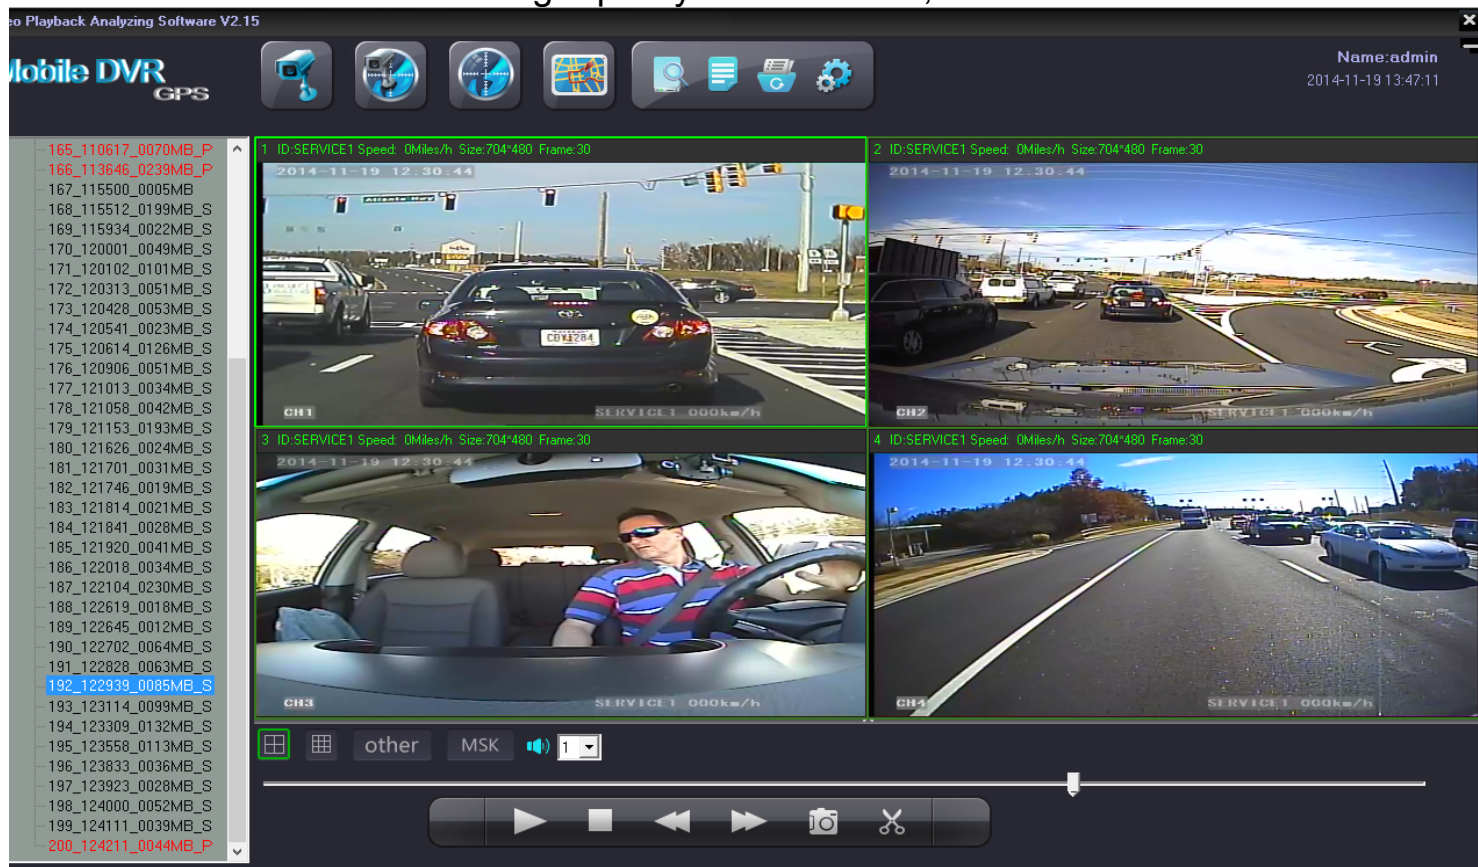 eo Playback Analyzing Software V2.15
Mobile DVR
GPS
Name:admin
2014-11-19 13:47:11
165_110617_0070MB_P
166_113646_0239MB_P
167_115500_0005MB
168_115512_0199MB_S
169_115934_0022MB_S
170_120001_0049MB_S
171_120102_0101MB_S
172_120313_0051MB_S
173_120428_0053MB_S
174_120541_0023MB_S
175_120614_0126MB_S
176_120906_0051MB_S
177_121013_0034MB_S
178_121058_0042MB_S
179_121153_0193MB_S
180_121626_0024MB_S
181_121701_0031MB_S
182_121746_0019MB_S
183_121814_0021MB_S
184_121841_0028MB_S
185_121920_0041MB_S
186_122018_0034MB_S
187_122104_0230MB_S
188_122619_0018MB_S
189_122645_0012MB_S
190_122702_0064MB_S
191_122828_0063MB_S
192_122939_0085MB_S
193_123114_0099MB_S
194_123309_0132MB_S
195_123558_0113MB_S
196_123833_0036MB_S
197_123923_0028MB_S
198_124000_0052MB_S
199_124111_0039MB_S
200_124211_0044MB_P
1 ID:SERVICE1 Speed: 0Miles/h Size:704*480 Frame:30
2014-11-19 12:30:44
Atlanta Hwy
CH1
SERVICE1 000km/h
2 ID:SERVICE1 Speed: 0Miles/h Size:704*480 Frame:30
2014-11-19 12:30:44
CH2
SERVICE1 000km/h
3 ID:SERVICE1 Speed: 0Miles/h Size:704*480 Frame:30
2014-11-19 12:30:44
CH3
SERVICE1 000km/h
4 ID:SERVICE1 Speed: 0Miles/h Size:704*480 Frame:30
2014-11-19 12:30:44
CH4
SERVICE1 000km/h
other
MSK
1